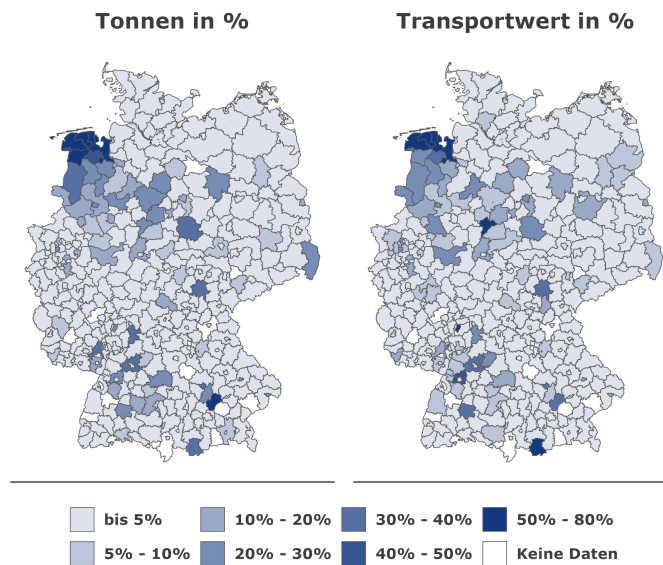 Tonnen in %
Transportwert in %
bis 5%
10% - 20%
30% - 40%
50% - 80%
5% - 10%
20% - 30%
40% - 50%
Keine Daten